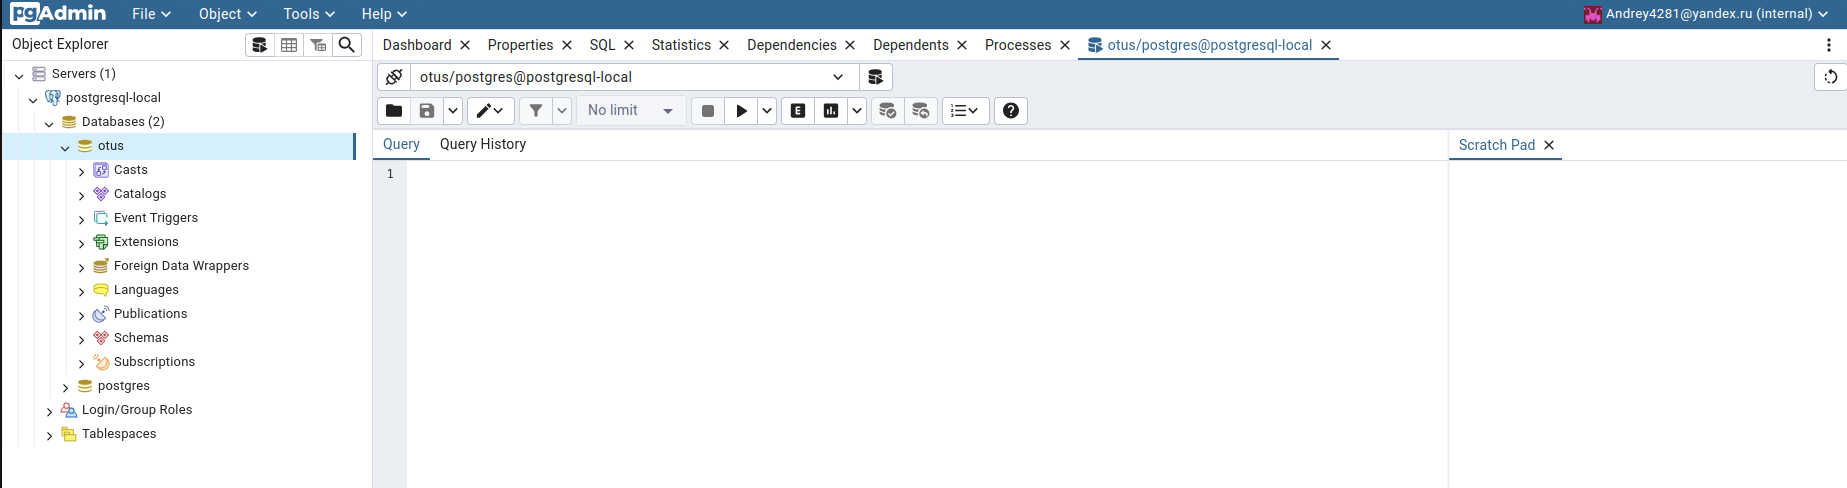 pgAdmin File Object Tools Help Andrey4281@yandex.ru (internal)
Object Explorer
Dashboard Properties SQL Statistics Dependencies Dependents Processes otus/postgres@postgresql-local
Servers (1)
postgresql-local
Databases (2)
otus
Casts
Catalogs
Event Triggers
Extensions
Foreign Data Wrappers
Languages
Publications
Schemas
Subscriptions
postgres
Login/Group Roles
Tablespaces
otus/postgres@postgresql-local
No limit E
Query Query History Scratch Pad
1